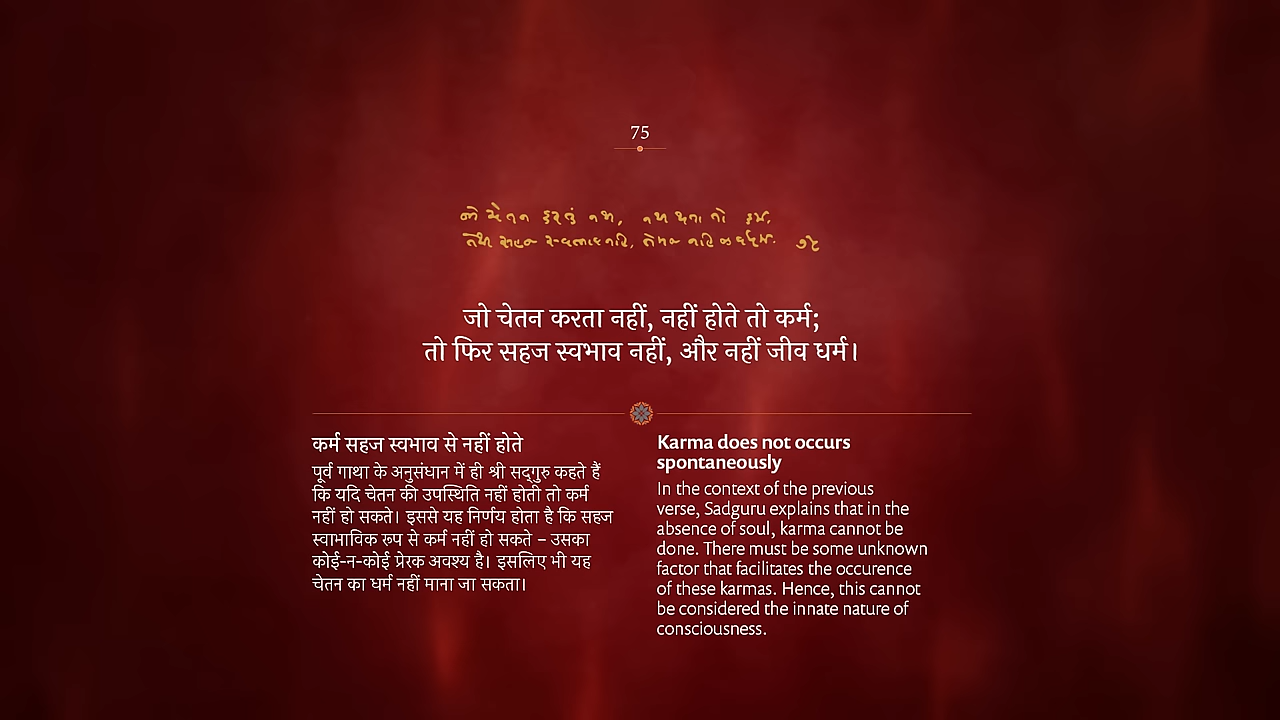 75
जो चेतन करता नहीं, नहीं होते तो कर्म;
तो फिर सहज स्वभाव नहीं, और नहीं जीव धर्म।
कर्म सहज स्वभाव से नहीं होते
पूर्व गाथा के अनुसंधान में ही श्री सद्‌गुरु कहते हैं
कि यदि चेतन की उपस्थिति नहीं होती तो कर्म
नहीं हो सकते। इससे यह निर्णय होता है कि सहज
स्वाभाविक रूप से कर्म नहीं हो सकते – उसका
कोई-न-कोई प्रेरक अवश्य है। इसलिए भी यह
चेतन का धर्म नहीं माना जा सकता।
Karma does not occurs
spontaneously
In the context of the previous
verse, Sadguru explains that in the
absence of soul, karma cannot be
done. There must be some unknown
factor that facilitates the occurence
of these karmas. Hence, this cannot
be considered the innate nature of
consciousness.